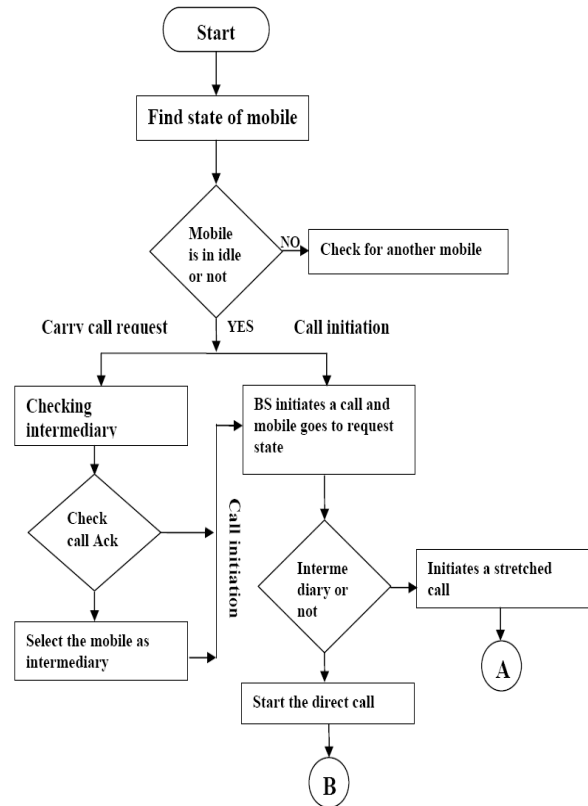 Start
Find state of mobile
Mobile
is in idle
or not
NO
Check for another mobile
Carry call request
YES
Call initiation
Checking
intermediary
BS initiates a call and
mobile goes to request
state
Call initiation
Check
call Ack
Interme
diary or
not
Initiates a stretched
call
Select the mobile as
intermediary
A
Start the direct call
B